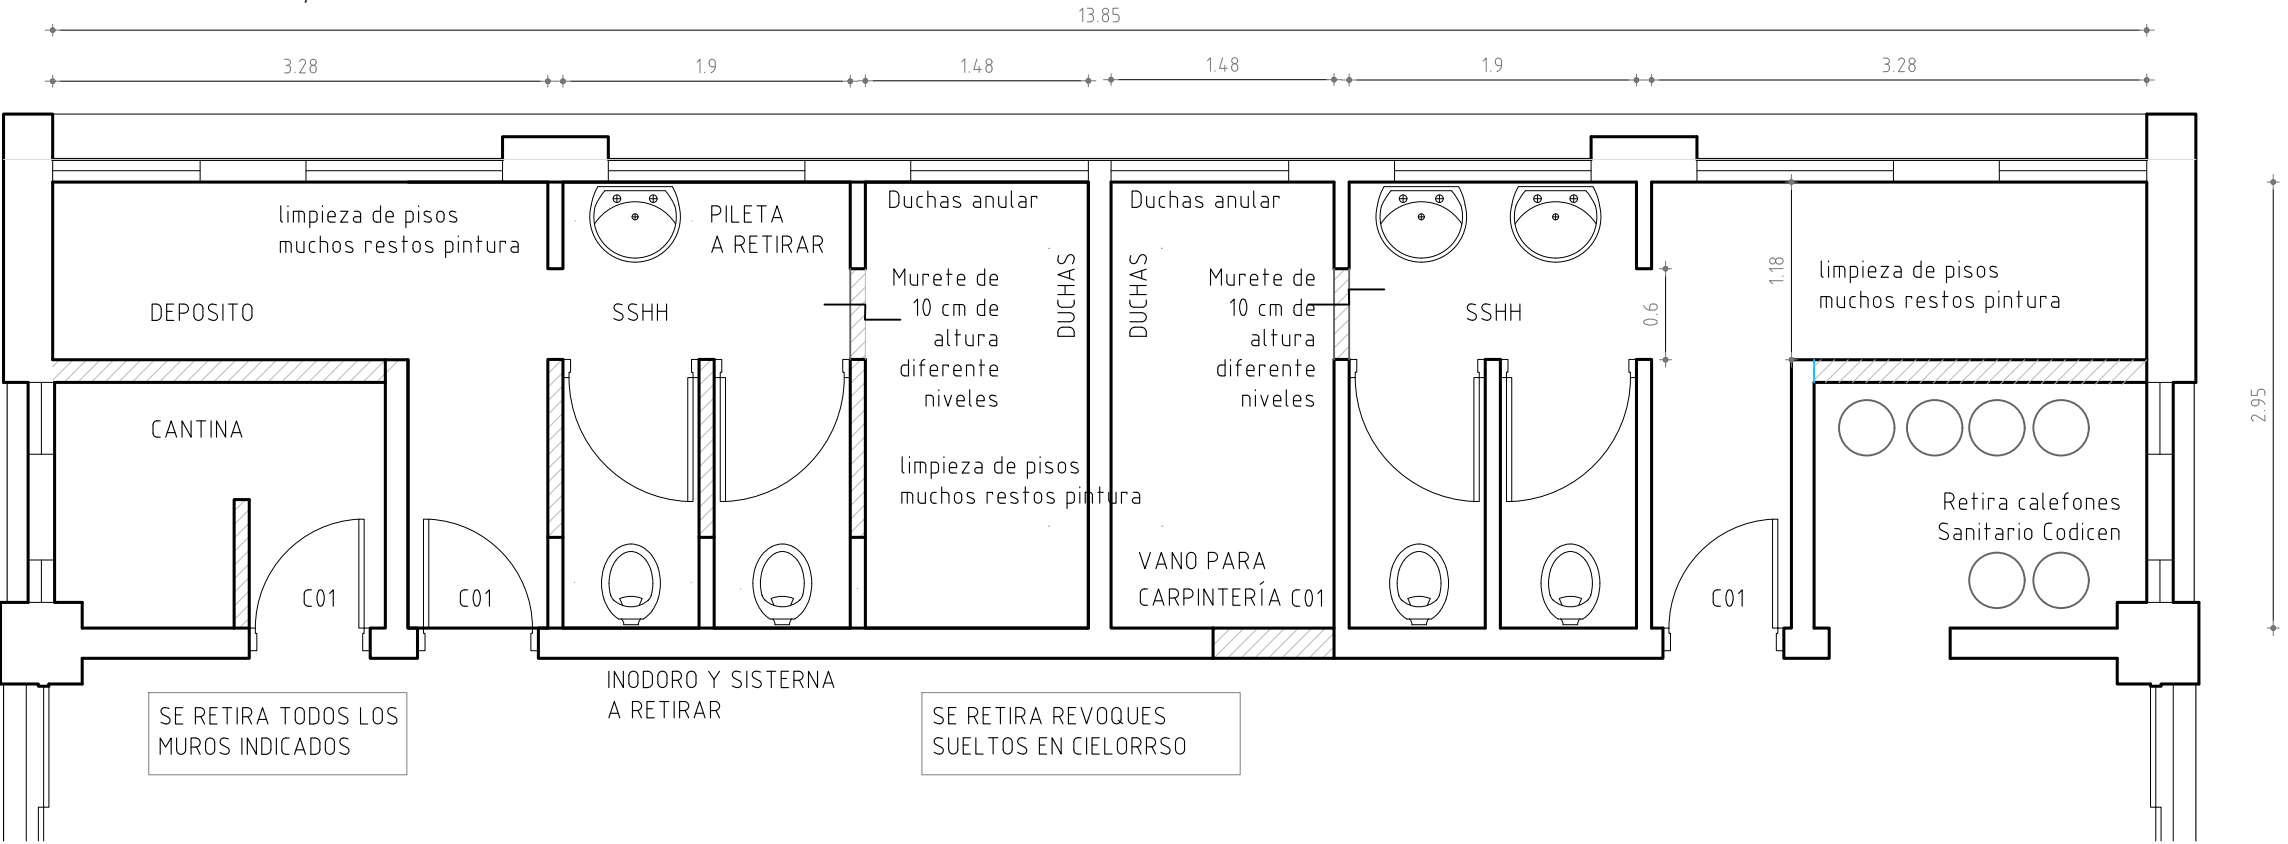 13.85
3.28
1.9
1.48
1.48
1.9
3.28
limpieza de pisos
muchos restos pintura
PILETA
A RETIRAR
Duchas anular
Duchas anular
DEPOSITO
SSHH
Murete de
10 cm de
altura
diferente
niveles
DUCHAS
DUCHAS
Murete de
10 cm de
altura
diferente
niveles
SSHH
0.6
1.18
limpieza de pisos
muchos restos pintura
2.95
CANTINA
limpieza de pisos
muchos restos pintura
Retira calefones
Sanitario Codicen
VANO PARA
CARPINTERÍA C01
C01
C01
C01
INODORO Y SISTERNA
A RETIRAR
SE RETIRA TODOS LOS
MUROS INDICADOS
SE RETIRA REVOQUES
SUELTOS EN CIELORRSO